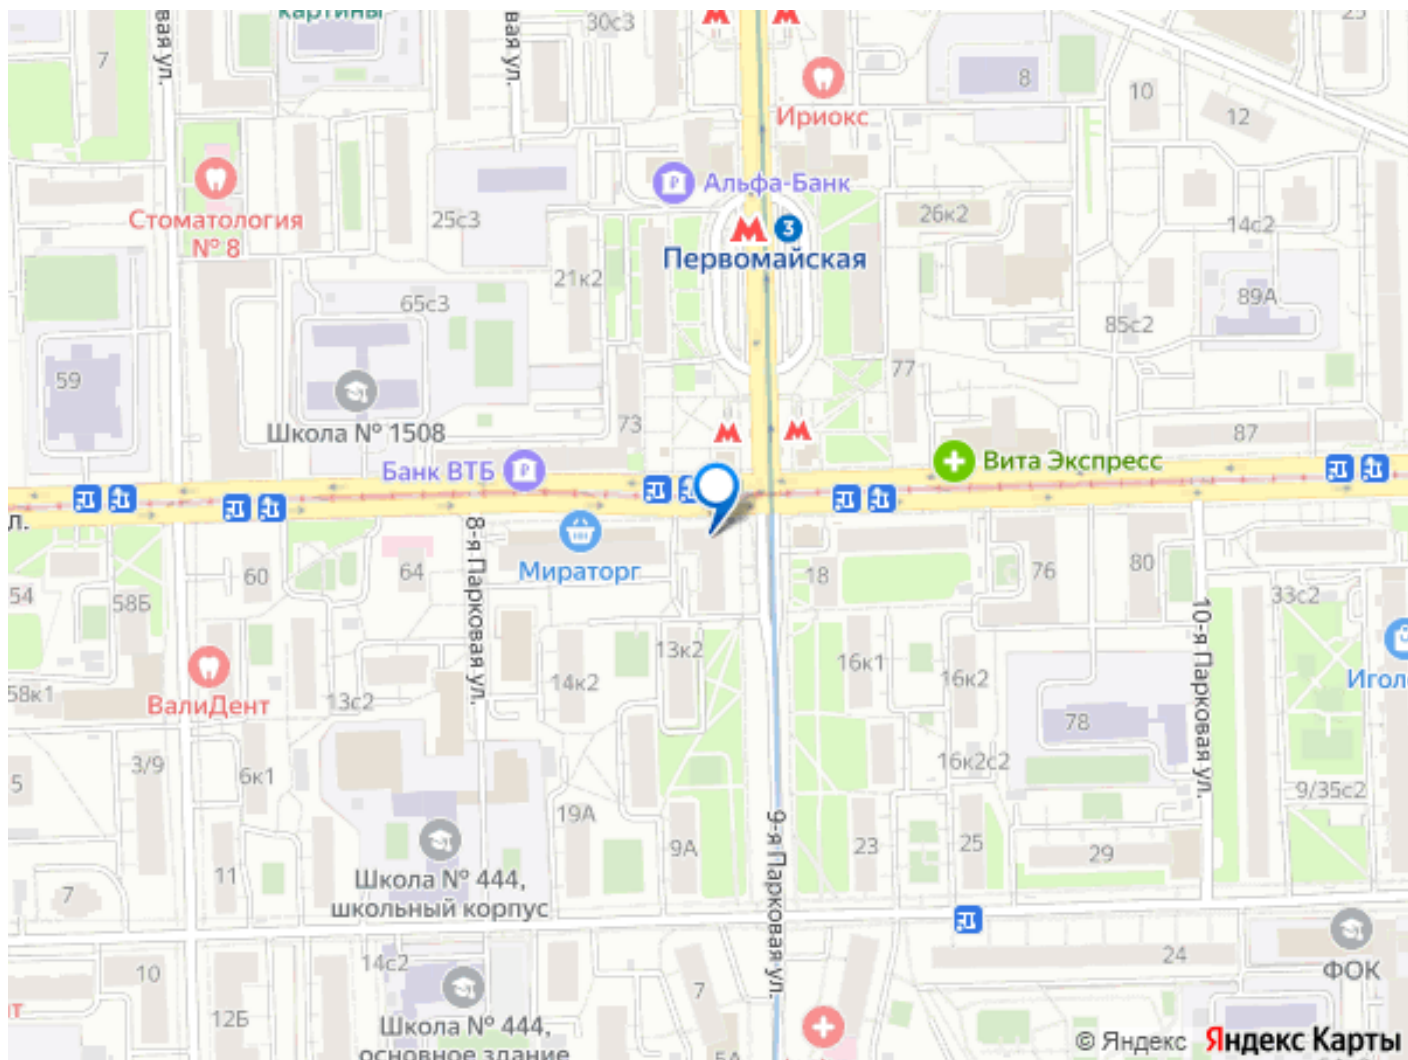 картины
30с3
25
7
вая ул.
вая ул.
8
10
12
Ириокс
Альфа-Банк
Стоматология
№ 8
25с3
26к2
14с2
3
Первомайская
21к2
65с3
89А
85с2
59
77
73
87
Школа № 1508
Банк ВТБ
Вита Экспресс
л.
8-я Парковая ул.
Мираторг
60
64
18
76
80
54
58Б
33с2
10-я Парковая ул.
13к2
16к1
14к2
16к2
58к1
ВалиДент
13с2
Игол
78
3/9
6к1
16к2с2
5
9/35с2
19А
9-я Парковая ул.
9А
23
25
29
11
7
Школа № 444,
школьный корпус
24
ФОК
14с2
10
7
12Б
т
Школа № 444,
основное здание
5А
© Яндекс Яндекс Карты